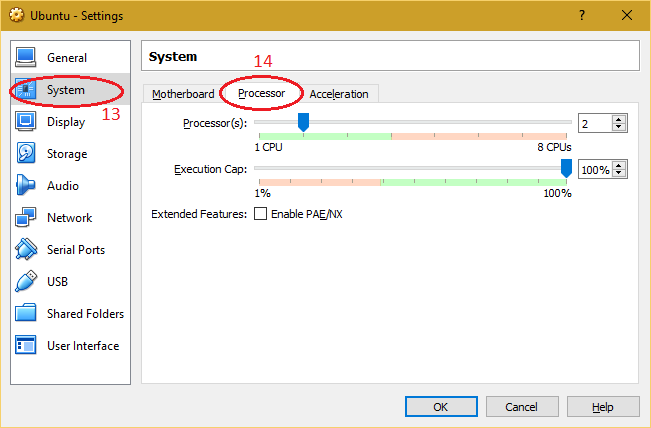 Ubuntu - Settings
?
General
System
13
Display
Storage
Audio
Network
Serial Ports
USB
Shared Folders
User Interface
System
14
Motherboard Processor Acceleration
Processor(s): 2
1 CPU 8 CPUs
Execution Cap: 100%
1% 100%
Extended Features: Enable PAE/NX
OK Cancel Help